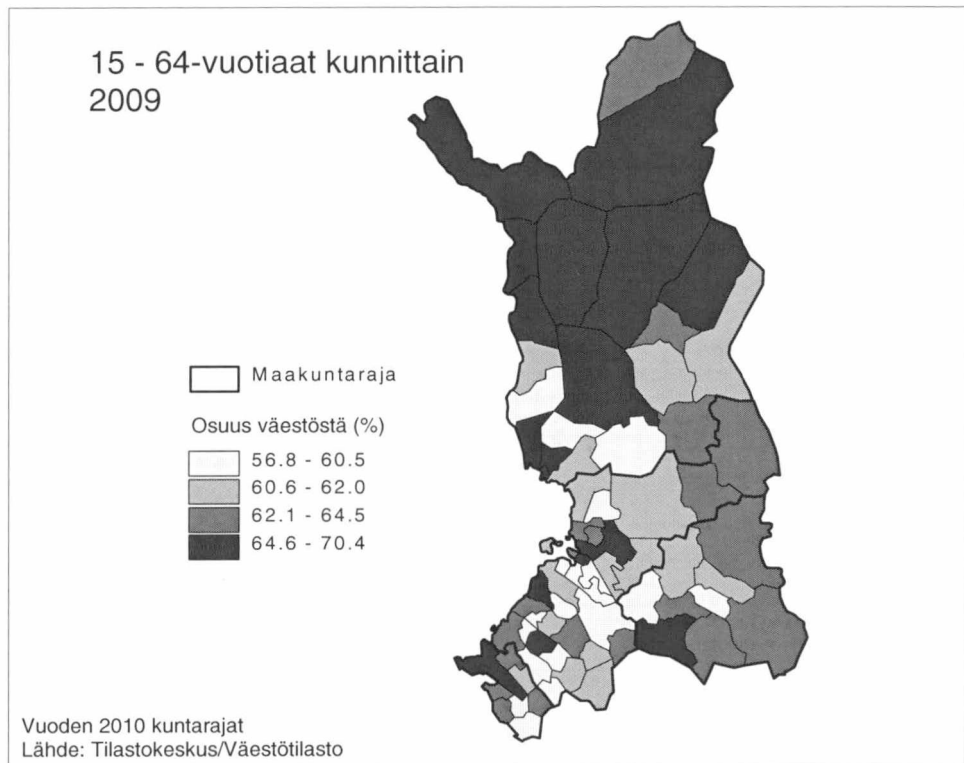 15 - 64-vuotiaat kunnittain
2009
Maakuntaraja
Osuus väestöstä (%)
56.8 - 60.5
60.6 - 62.0
62.1 - 64.5
64.6 - 70.4
Vuoden 2010 kuntarajat
Lähde: Tilastokeskus/Väestötilasto